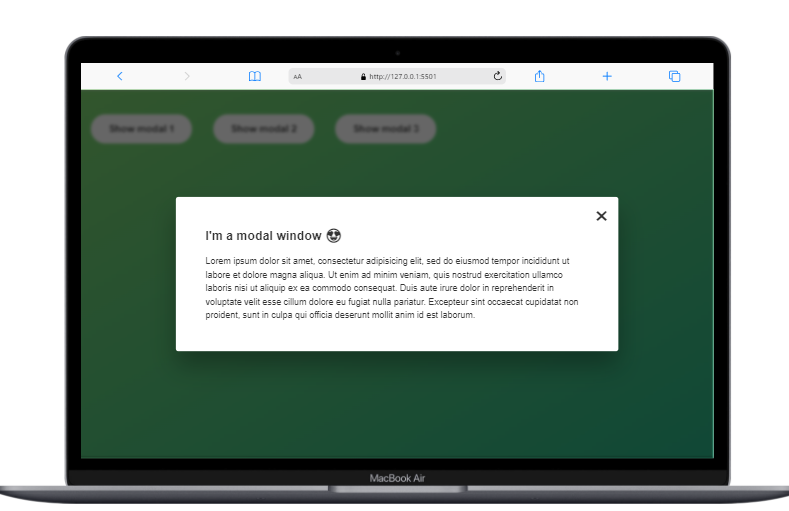 AA http://127.0.0.1:5501
Show modal 1 Show modal 2 Show modal 3
I'm a modal window 😍
Lorem ipsum dolor sit amet, consectetur adipisicing elit, sed do eiusmod tempor incididunt ut
labore et dolore magna aliqua. Ut enim ad minim veniam, quis nostrud exercitation ullamco
laboris nisi ut aliquip ex ea commodo consequat. Duis aute irure dolor in reprehenderit in
voluptate velit esse cillum dolore eu fugiat nulla pariatur. Excepteur sint occaecat cupidatat non
proident, sunt in culpa qui officia deserunt mollit anim id est laborum.
MacBook Air